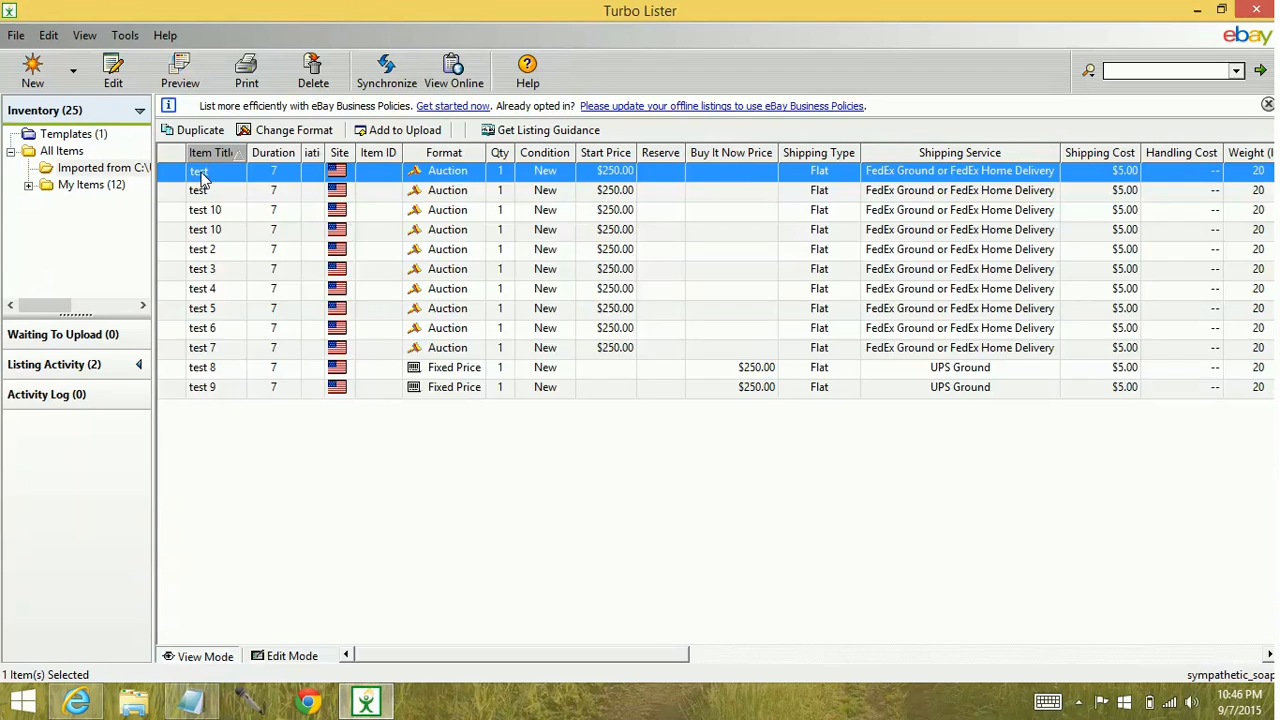 Turbo Lister
File Edit View Tools Help
ebay
New Edit Preview Print Delete Synchronize View Online Help
Inventory (25)
List more efficiently with eBay Business Policies. Get started now. Already opted in? Please update your offline listings to use eBay Business Policies.
Templates (1)
All Items
Imported from C:\
My Items (12)
Duplicate Change Format Add to Upload Get Listing Guidance
Item Title Duration iati Site Item ID Format Qty Condition Start Price Reserve Buy It Now Price Shipping Type Shipping Service Shipping Cost Handling Cost Weight (l
test 7 Auction 1 New $250.00 Flat FedEx Ground or FedEx Home Delivery $5.00 -- 20
test 7 Auction 1 New $250.00 Flat FedEx Ground or FedEx Home Delivery $5.00 -- 20
test 10 7 Auction 1 New $250.00 Flat FedEx Ground or FedEx Home Delivery $5.00 -- 20
test 10 7 Auction 1 New $250.00 Flat FedEx Ground or FedEx Home Delivery $5.00 -- 20
test 2 7 Auction 1 New $250.00 Flat FedEx Ground or FedEx Home Delivery $5.00 -- 20
test 3 7 Auction 1 New $250.00 Flat FedEx Ground or FedEx Home Delivery $5.00 -- 20
test 4 7 Auction 1 New $250.00 Flat FedEx Ground or FedEx Home Delivery $5.00 -- 20
test 5 7 Auction 1 New $250.00 Flat FedEx Ground or FedEx Home Delivery $5.00 -- 20
test 6 7 Auction 1 New $250.00 Flat FedEx Ground or FedEx Home Delivery $5.00 -- 20
test 7 7 Auction 1 New $250.00 Flat FedEx Ground or FedEx Home Delivery $5.00 -- 20
test 8 7 Fixed Price 1 New $250.00 Flat UPS Ground $5.00 -- 20
test 9 7 Fixed Price 1 New $250.00 Flat UPS Ground $5.00 -- 20
Waiting To Upload (0)
Listing Activity (2)
Activity Log (0)
View Mode Edit Mode
1 Item(s) Selected
sympathetic_soap
10:46 PM
9/7/2015